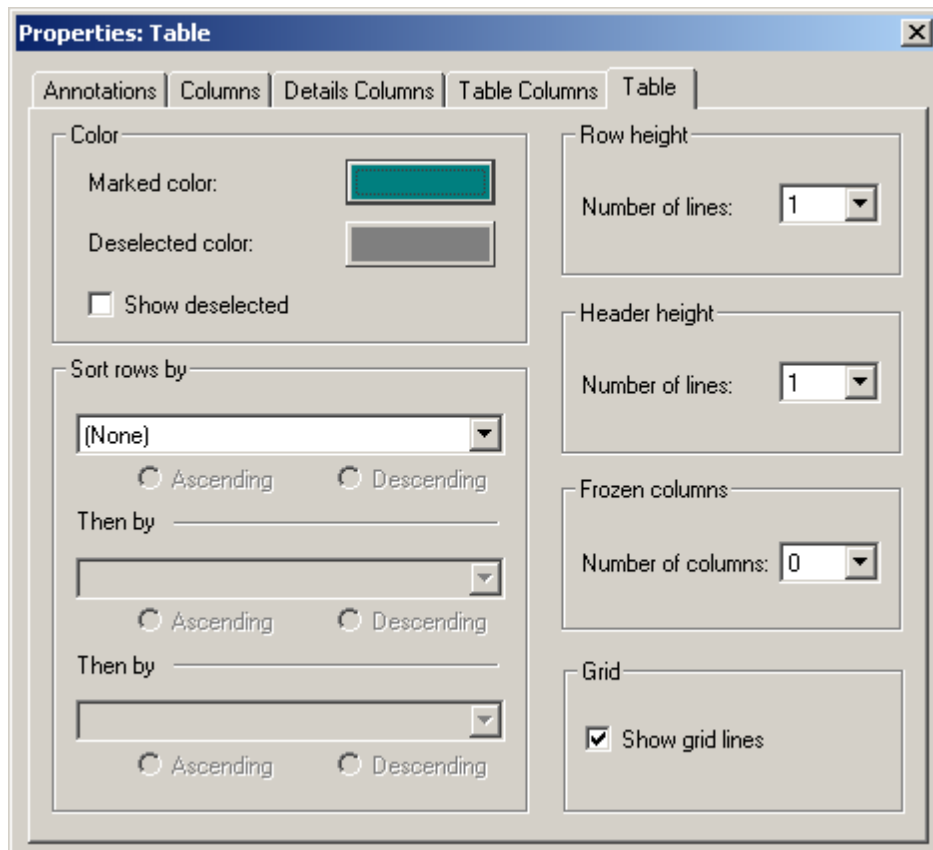 Properties: Table
Annotations Columns Details Columns Table Columns Table
Color
Marked color:
Deselected color:
Show deselected
Sort rows by
(None)
Ascending Descending
Then by
Ascending Descending
Then by
Ascending Descending
Row height
Number of lines: 1
Header height
Number of lines: 1
Frozen columns
Number of columns: 0
Grid
Show grid lines